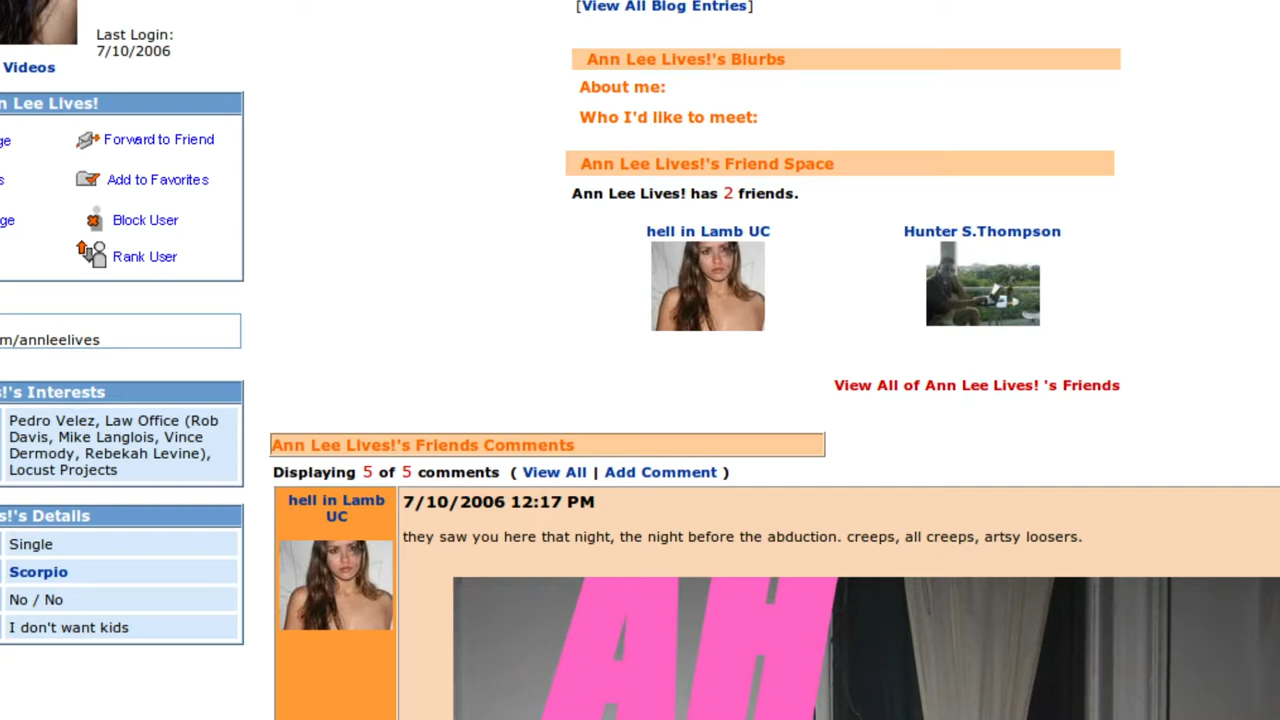 [View All Blog Entries]
Last Login:
7/10/2006
Videos
Ann Lee Lives!'s Blurbs
About me:
Who I'd like to meet:
n Lee Lives!
ge
Forward to Friend
s
Add to Favorites
ge
Block User
Rank User
Ann Lee Lives!'s Friend Space
Ann Lee Lives! has 2 friends.
hell in Lamb UC
Hunter S.Thompson
m/annleelives
View All of Ann Lee Lives! 's Friends
s!'s Interests
Pedro Velez, Law Office (Rob
Davis, Mike Langlois, Vince
Dermody, Rebekah Levine),
Locust Projects
s!'s Details
Single
Scorpio
No / No
I don't want kids
Ann Lee Lives!'s Friends Comments
Displaying 5 of 5 comments ( View All | Add Comment )
hell in Lamb
UC
7/10/2006 12:17 PM
they saw you here that night, the night before the abduction. creeps, all creeps, artsy loosers.
AH